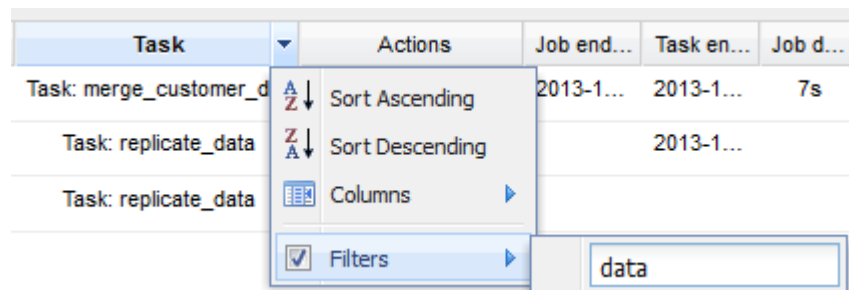 Task Actions Job end... Task en... Job d...
Task: merge_customer_d 2013-1... 2013-1... 7s
Sort Ascending
Task: replicate_data Sort Descending 2013-1...
Task: replicate_data Columns
Filters
data